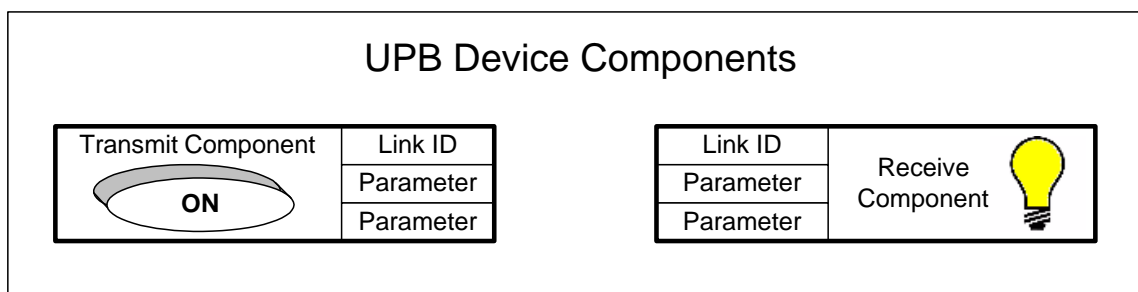 UPB Device Components
Transmit Component
ON
Link ID
Parameter
Parameter
Link ID
Parameter
Parameter
Receive
Component